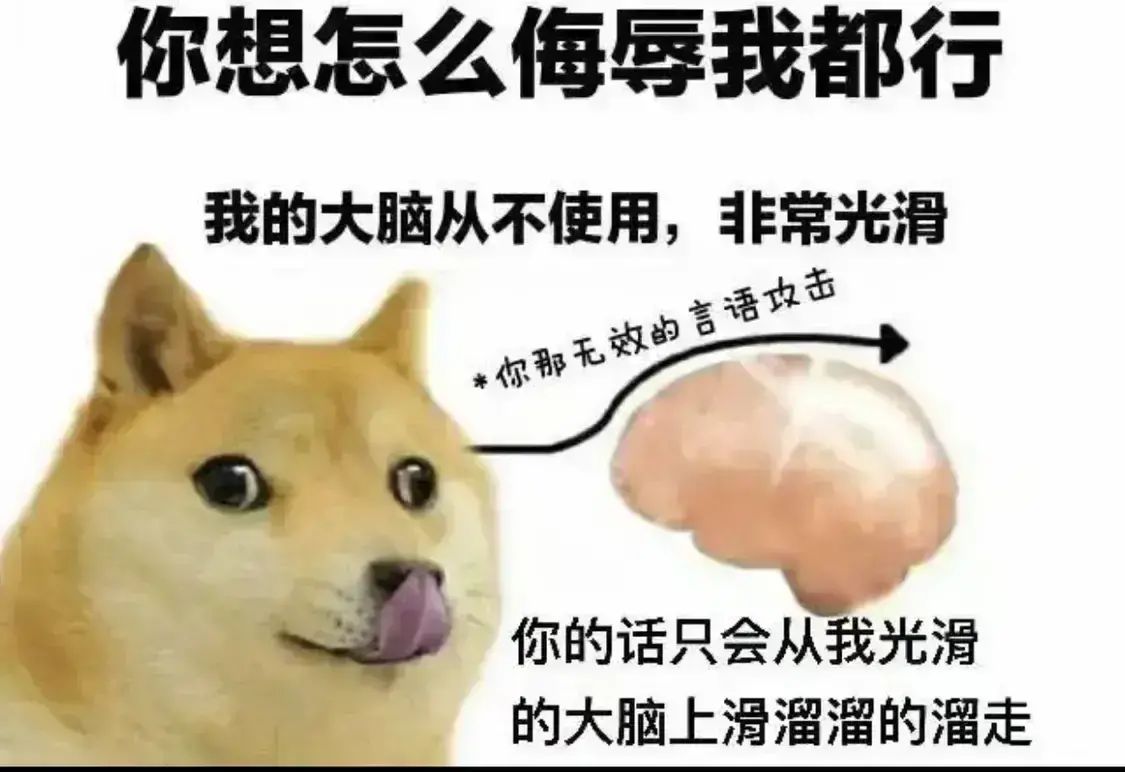 你想怎么侮辱我都行
我的大脑从不使用，非常光滑
*你那无效的言语攻击
你的话只会从我光滑
的大脑上滑溜溜的溜走